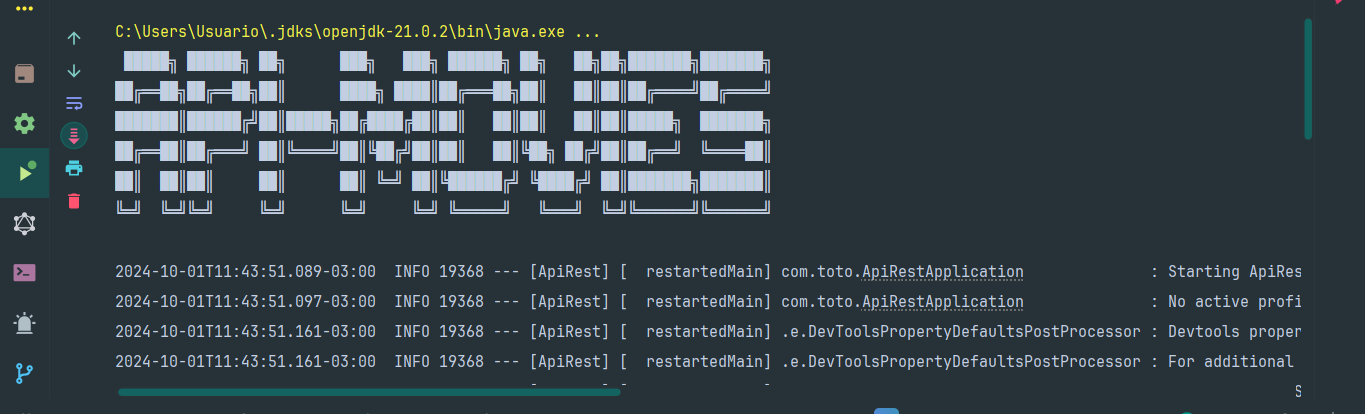 C:\Users\Usuario\.jdks\openjdk-21.0.2\bin\java.exe ...
API-MOVIES
2024-10-01T11:43:51.089-03:00  INFO 19368 --- [ApiRest] [  restartedMain] com.toto.ApiRestApplication              : Starting ApiRes
2024-10-01T11:43:51.097-03:00  INFO 19368 --- [ApiRest] [  restartedMain] com.toto.ApiRestApplication              : No active profi
2024-10-01T11:43:51.161-03:00  INFO 19368 --- [ApiRest] [  restartedMain] .e.DevToolsPropertyDefaultsPostProcessor : Devtools proper
2024-10-01T11:43:51.161-03:00  INFO 19368 --- [ApiRest] [  restartedMain] .e.DevToolsPropertyDefaultsPostProcessor : For additional